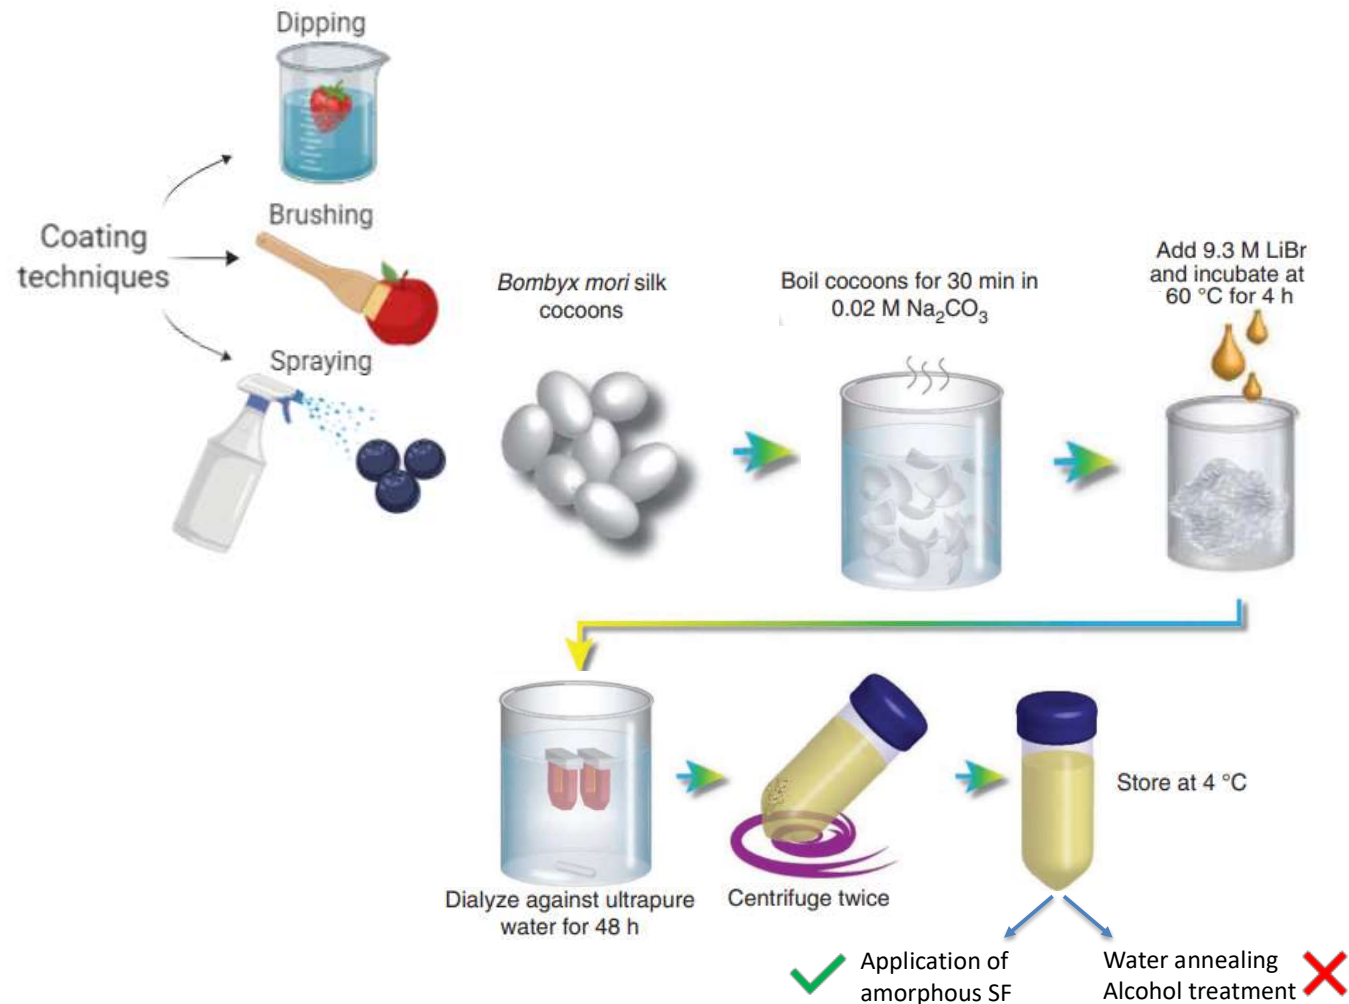 Dipping
Coating
techniques
Brushing
Spraying
Bombyx mori silk
cocoons
Boil cocoons for 30 min in
0.02 M Na₂CO₃
Add 9.3 M LiBr
and incubate at
60 °C for 4 h
Dialyze against ultrapure
water for 48 h
Centrifuge twice
Store at 4 °C
Application of
amorphous SF
Water annealing
Alcohol treatment